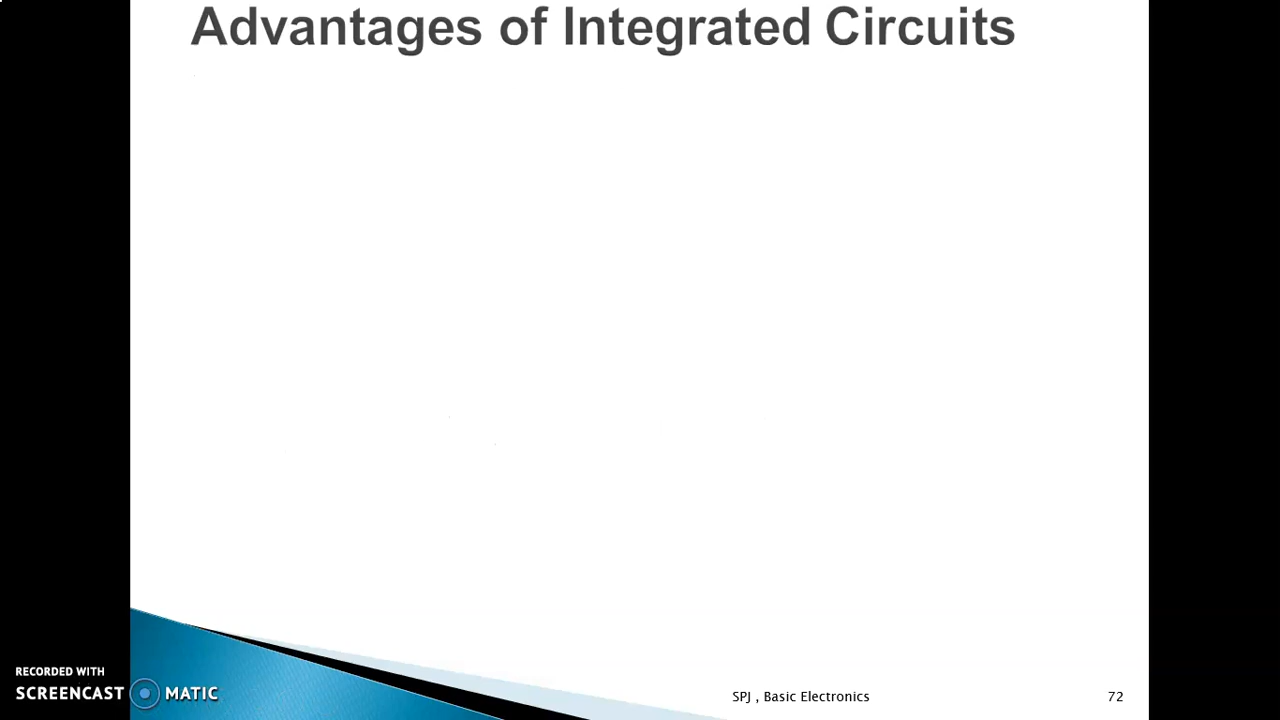 Advantages of Integrated Circuits
RECORDED WITH
SCREENCAST MATIC
SPJ , Basic Electronics
72